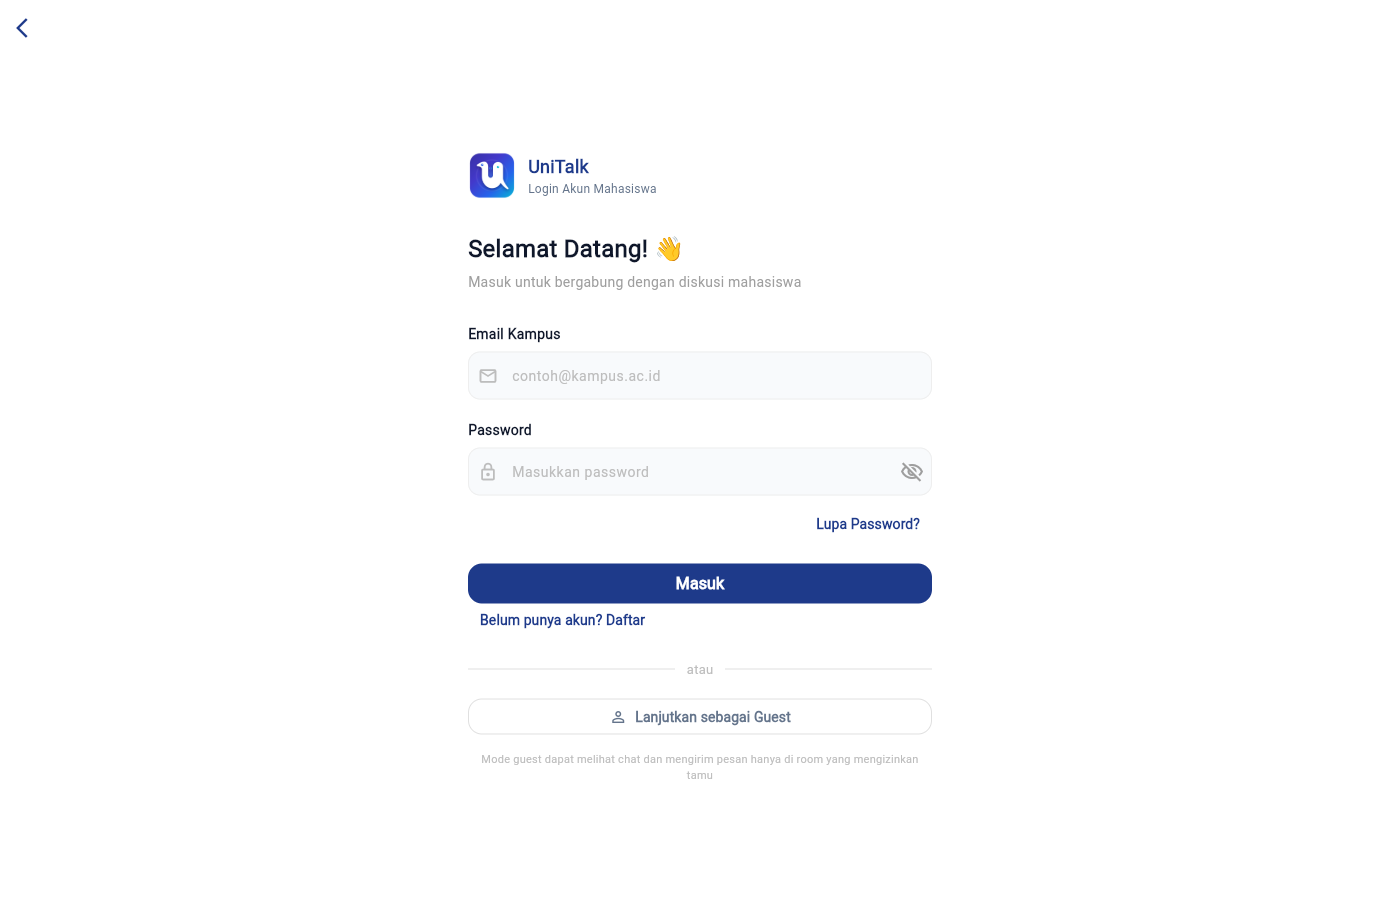 UniTalk
Login Akun Mahasiswa
Selamat Datang! 👋
Masuk untuk bergabung dengan diskusi mahasiswa
Email Kampus
contoh@kampus.ac.id
Password
Masukkan password
Lupa Password?
Masuk
Belum punya akun? Daftar
atau
Lanjutkan sebagai Guest
Mode guest dapat melihat chat dan mengirim pesan hanya di room yang mengizinkan
tamu